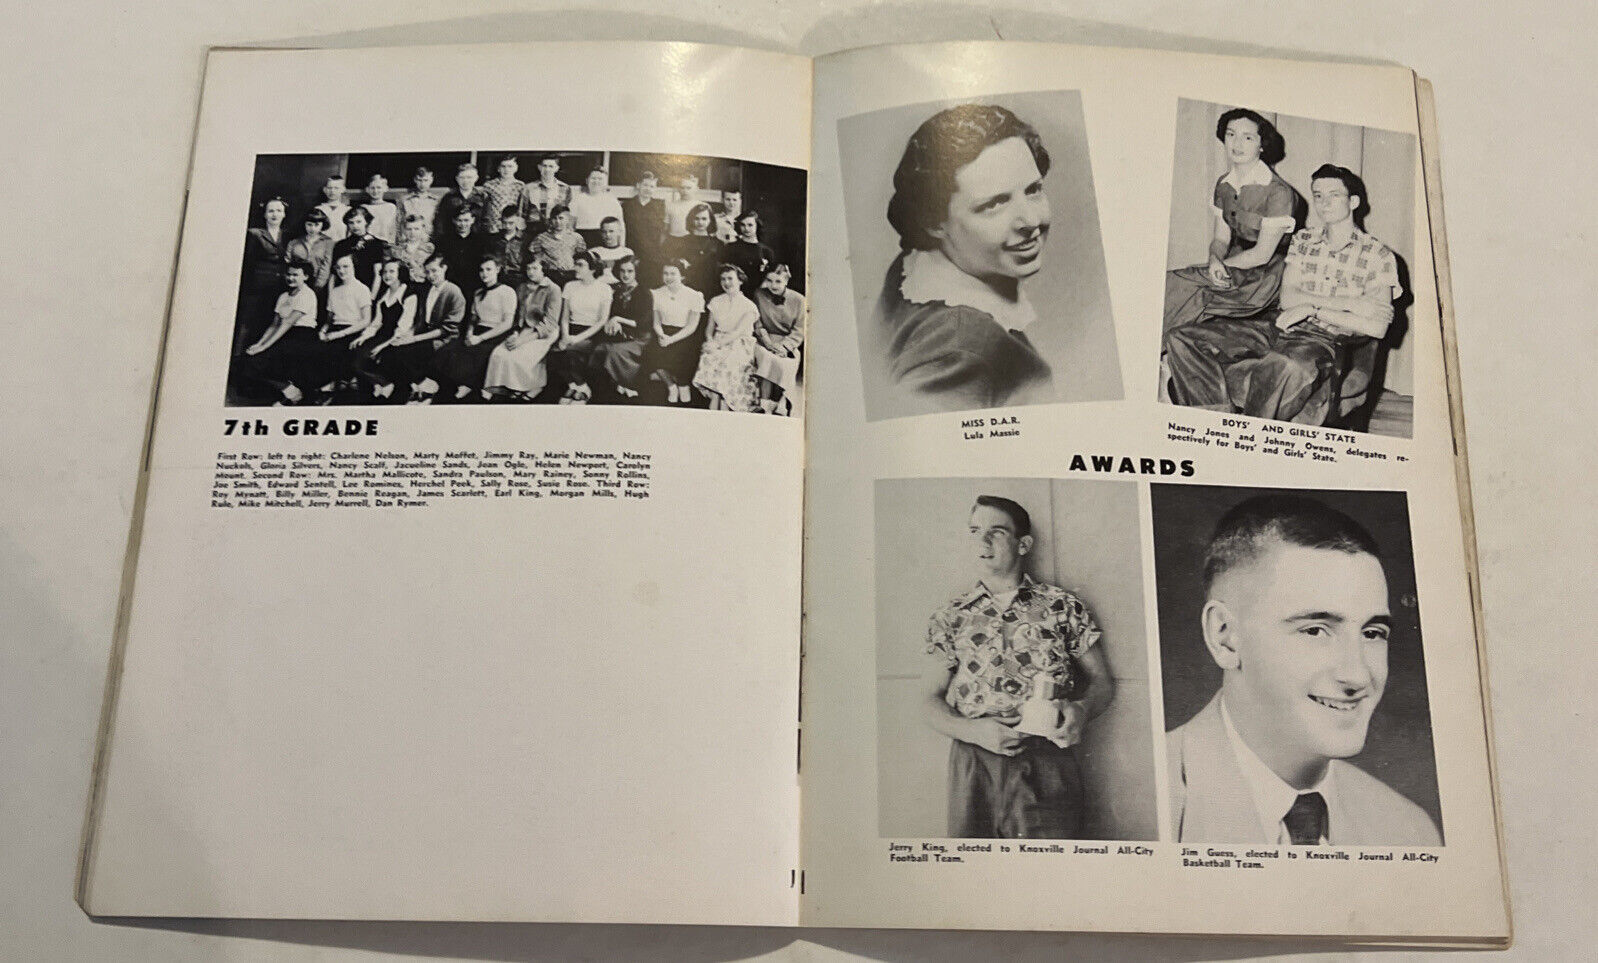 7th GRADE
First Row: left to right: Charlene Nelson, Marty Moffet, Jimmy Ray, Marie Newman, Nancy
Nuckols, Gloria Silvers, Nancy Scalf, Jacueline Sands, Jean Ogle, Helen Newport, Carolyn
Mount. Second Row: Mrs. Martha Mallicote, Sandra Paulson, Mary Rainey, Sonny Rollins,
Joe Smith, Edward Sentell, Lee Romines, Herchel Peek, Sally Rose, Susie Rose. Third Row:
Roy Mynatt, Billy Miller, Bennie Reagan, James Scarlett, Earl King, Morgan Mills, Hugh
Rule, Mike Mitchell, Jerry Murrell, Dan Rymer.
MISS D.A.R.
Lula Massie
BOYS' AND GIRLS' STATE
Nancy Jones and Johnny Owens, delegates re-
spectively for Boys' and Girls' State.
AWARDS
Jerry King, elected to Knoxville Journal All-City
Football Team.
Jim Guess, elected to Knoxville Journal All-City
Basketball Team.